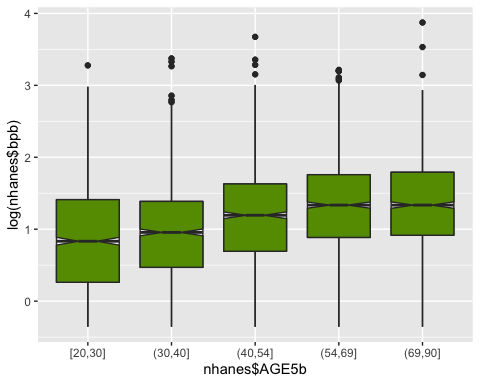 4
3
2
1
0
log(nhanes$bpb)
[20,30] (30,40] (40,54] (54,69] (69,90]
nhanes$AGE5b